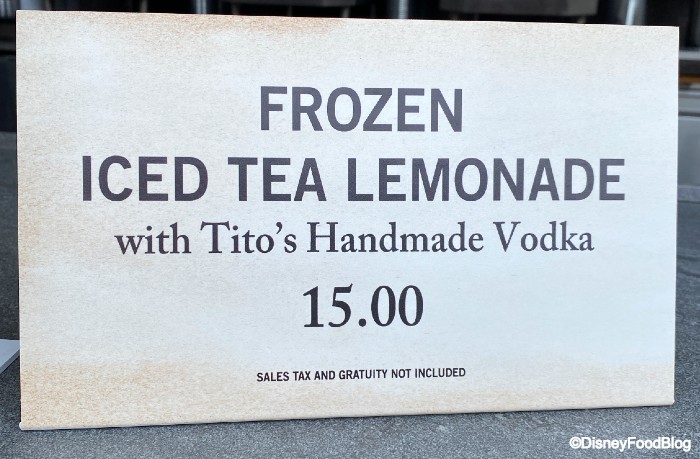 FROZEN
ICED TEA LEMONADE
with Tito's Handmade Vodka
15.00
SALES TAX AND GRATUITY NOT INCLUDED
©DisneyFoodBlog